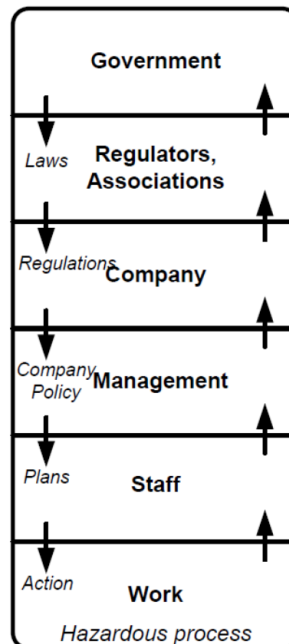 Government
Laws
Regulators,
Associations
Regulations
Company
Company
Policy
Management
Plans
Staff
Action
Work
Hazardous process